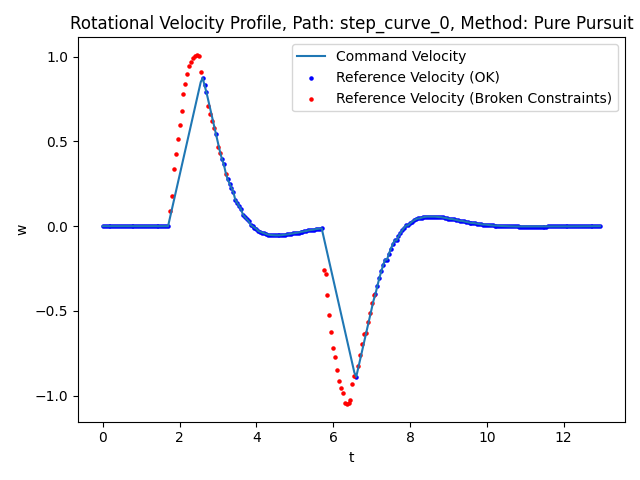 Rotational Velocity Profile, Path: step_curve_0, Method: Pure Pursuit
Command Velocity
Reference Velocity (OK)
Reference Velocity (Broken Constraints)
1.0
0.5
0.0
−0.5
−1.0
w
0 2 4 6 8 10 12
t